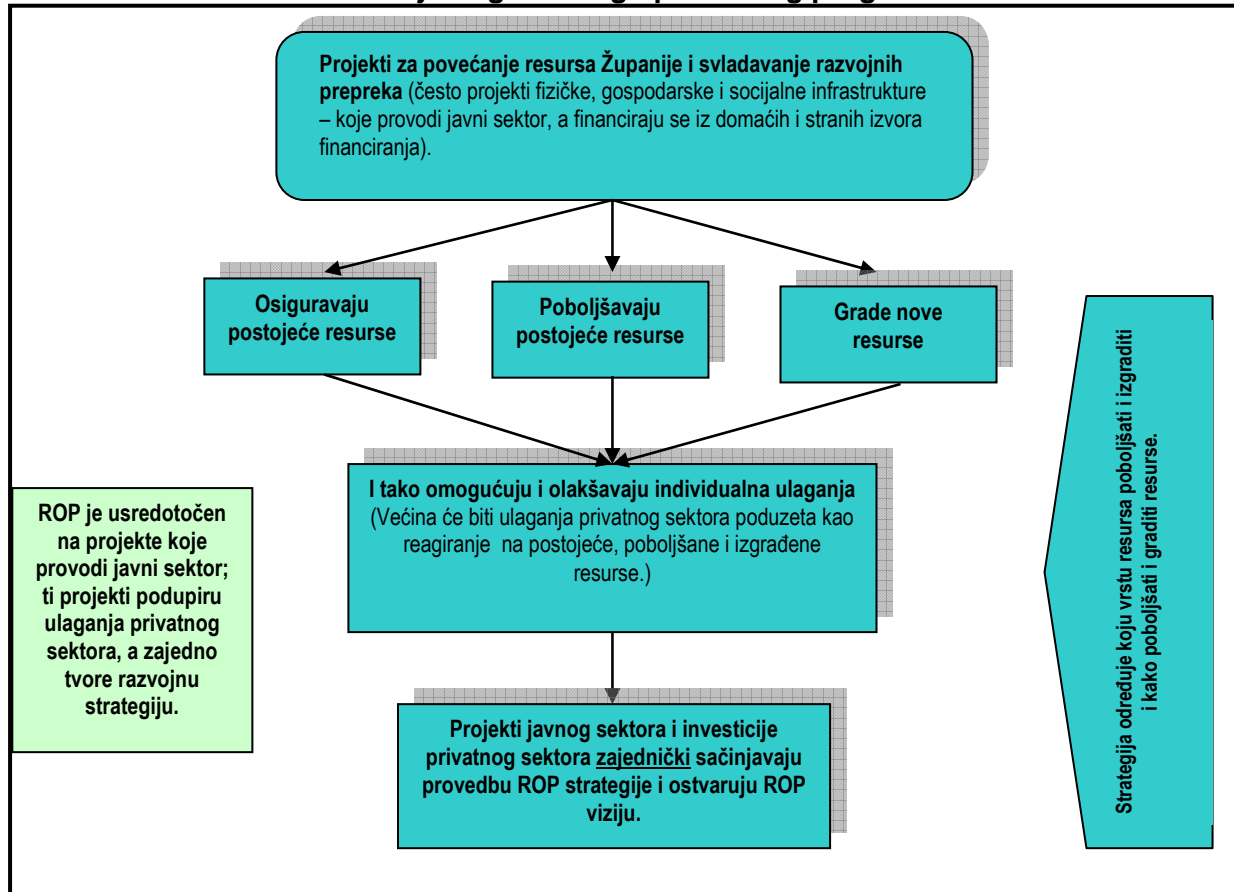 Projekti za povećanje resursa Županije i svladavanje razvojnih
prepreka (često projekti fizičke, gospodarske i socijalne infrastrukture
– koje provodi javni sektor, a financiraju se iz domaćih i stranih izvora
financiranja).
Osiguravaju
postojeće resurse
Poboljšavaju
postojeće resurse
Grade nove
resurse
I tako omogućuju i olakšavaju individualna ulaganja
(Većina će biti ulaganja privatnog sektora poduzeta kao
reagiranje na postojeće, poboljšane i izgrađene
resurse.)
ROP je usredotočen
na projekte koje
provodi javni sektor;
ti projekti podupiru
ulaganja privatnog
sektora, a zajedno
tvore razvojnu
strategiju.
Projekti javnog sektora i investicije
privatnog sektora zajednički sačinjavaju
provedbu ROP strategije i ostvaruju ROP
viziju.
Strategija određuje koju vrstu resursa poboljšati i izgraditi
i kako poboljšati i graditi resurse.